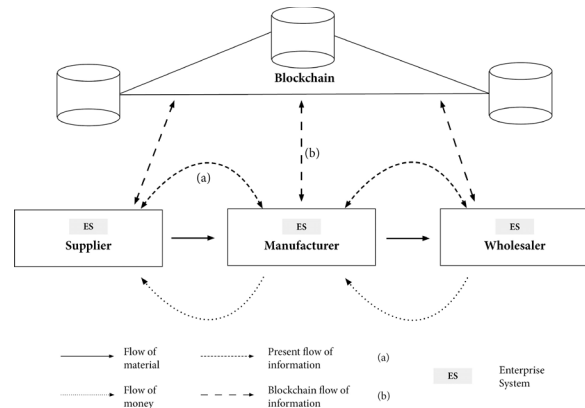 Blockchain
(b)
(a)
ES
Supplier
ES
Manufacturer
ES
Wholesaler
Flow of
material
Present flow of
information
(a)
Flow of
money
Blockchain flow of
information
(b)
ES
Enterprise
System